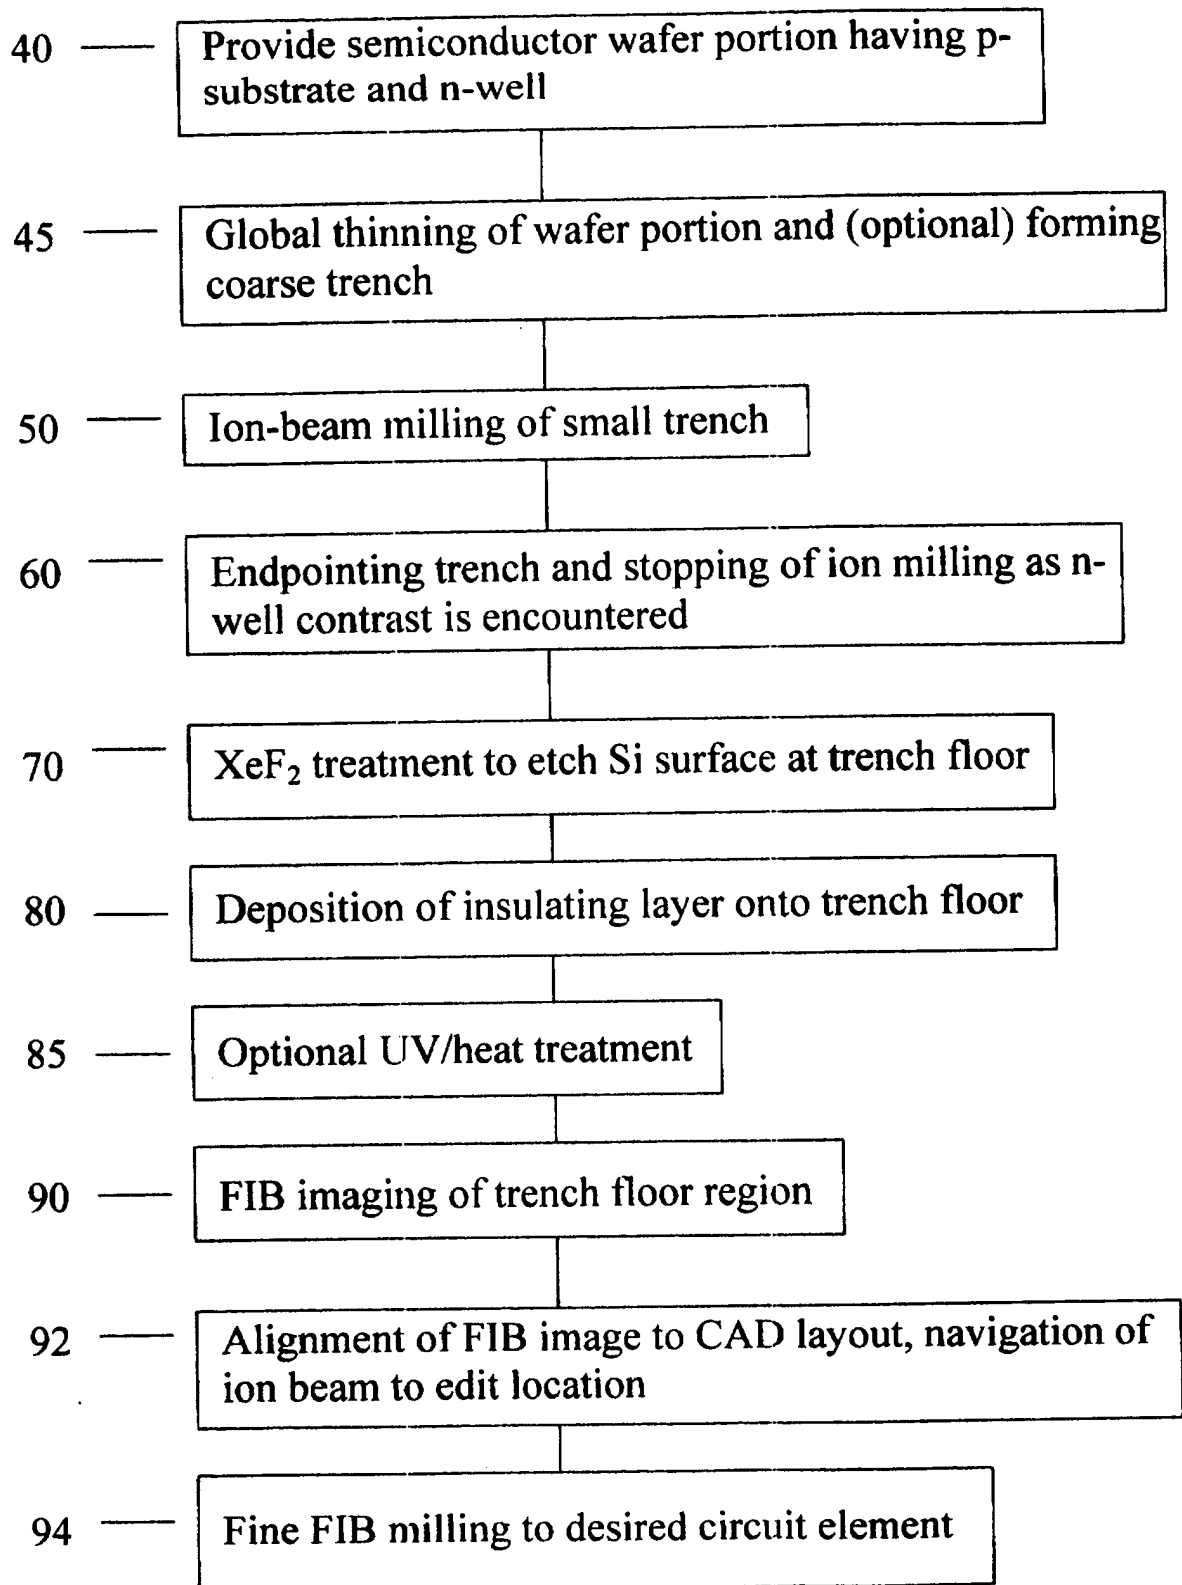 40 Provide semiconductor wafer portion having p-
substrate and n-well
45 Global thinning of wafer portion and (optional) forming
coarse trench
50 Ion-beam milling of small trench
60 Endpointing trench and stopping of ion milling as n-
well contrast is encountered
70 XeF₂ treatment to etch Si surface at trench floor
80 Deposition of insulating layer onto trench floor
85 Optional UV/heat treatment
90 FIB imaging of trench floor region
92 Alignment of FIB image to CAD layout, navigation of
ion beam to edit location
94 Fine FIB milling to desired circuit element